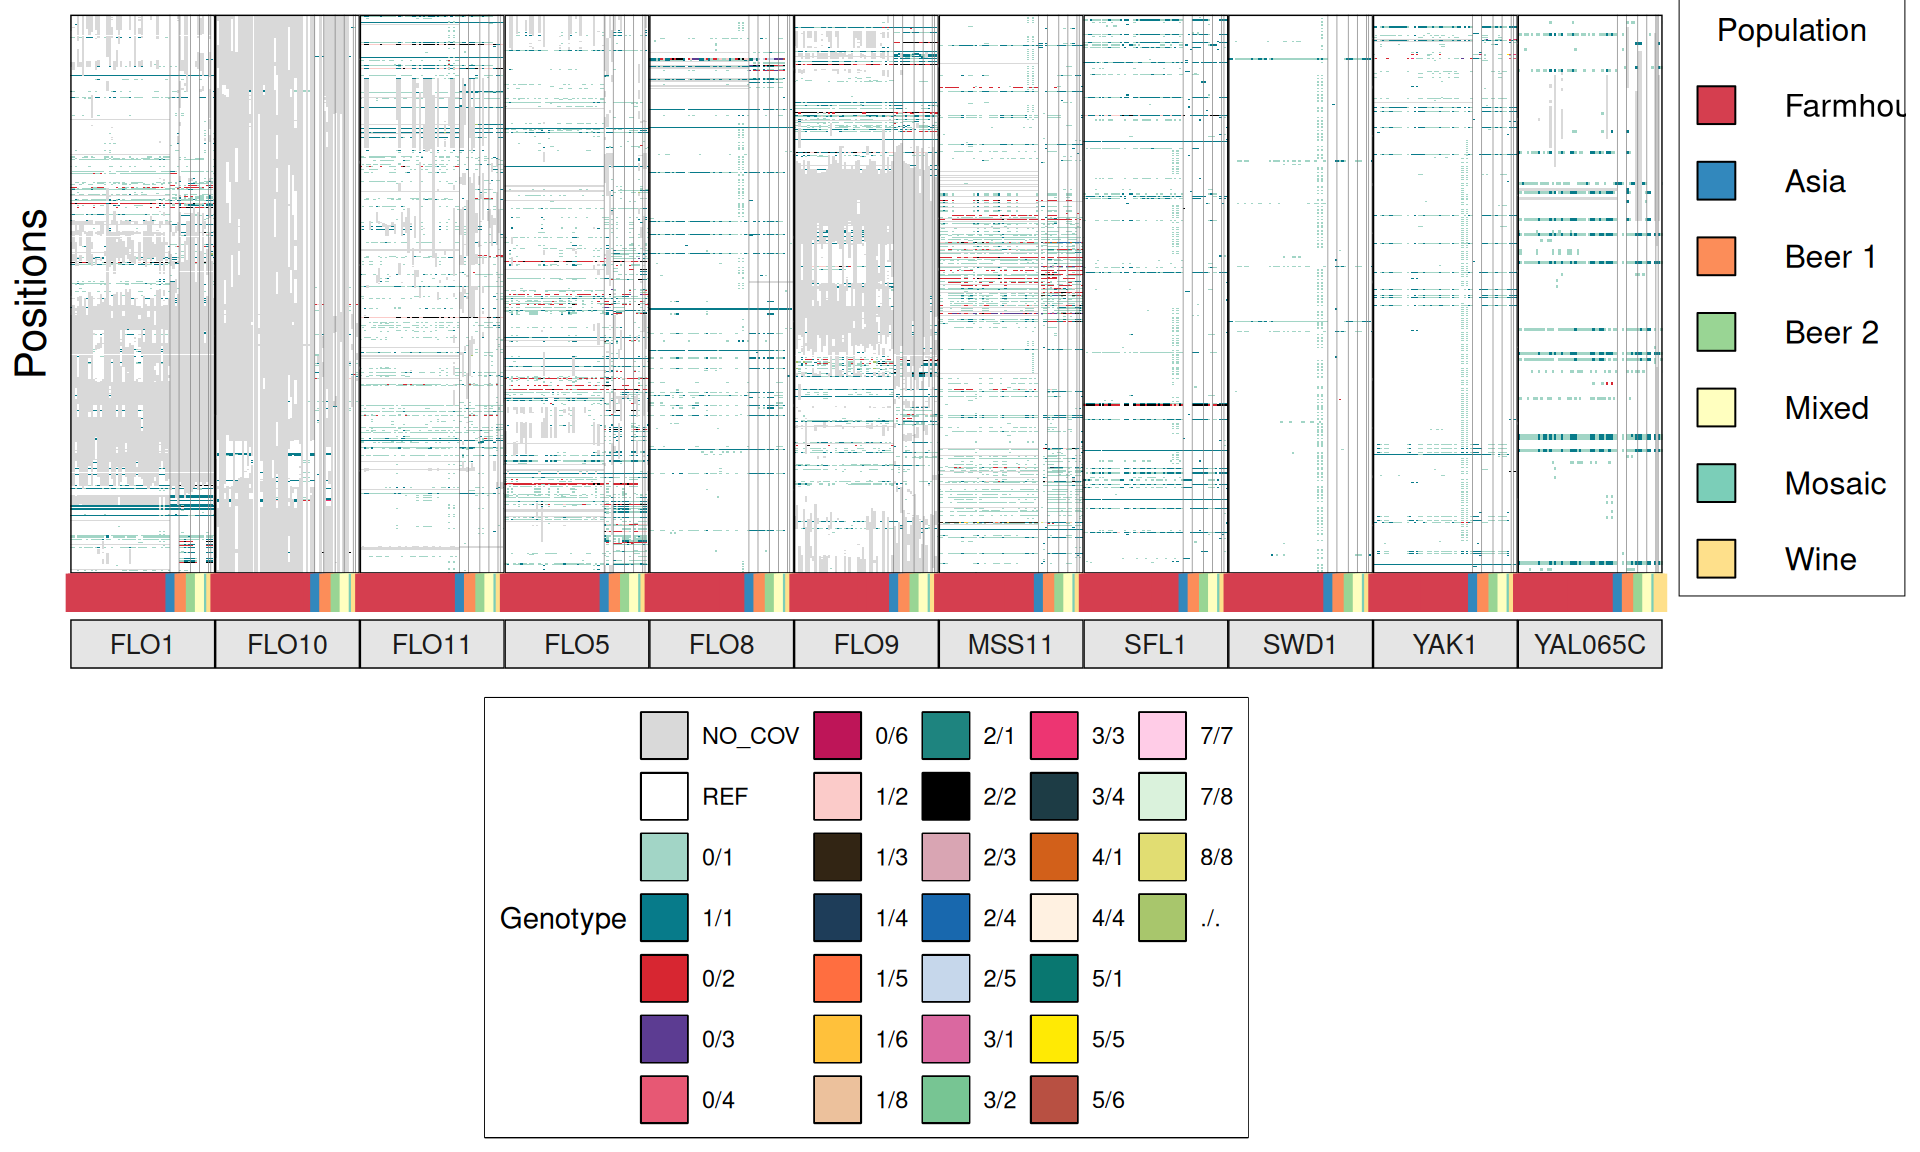 Population
Farmhou
Asia
Beer 1
Beer 2
Mixed
Mosaic
Wine
Positions
FLO1 FLO10 FLO11 FLO5 FLO8 FLO9 MSS11 SFL1 SWD1 YAK1 YAL065C
Genotype
NO_COV 0/6 2/1 3/3 7/7
REF 1/2 2/2 3/4 7/8
0/1 1/3 2/3 4/1 8/8
1/1 1/4 2/4 4/4 ./.
0/2 1/5 2/5 5/1
0/3 1/6 3/1 5/5
0/4 1/8 3/2 5/6